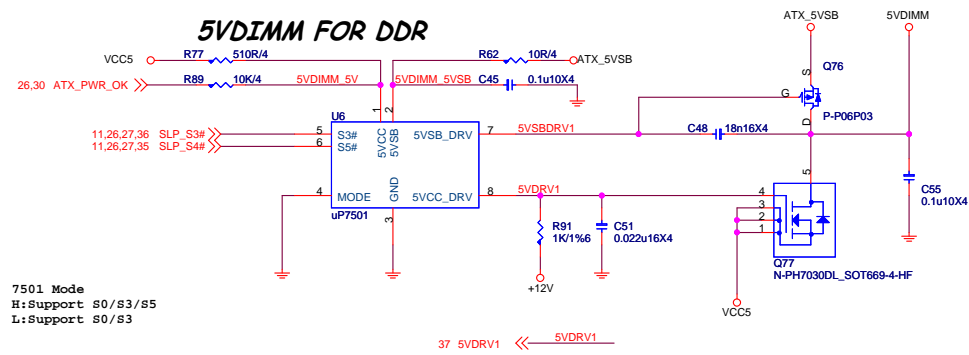 5VDIMM FOR DDR
ATX_5VSB
5VDIMM
VCC5
R77
510R/4
R62
10R/4
ATX_5VSB
26,30 ATX_PWR_OK
R89
10K/4
5VDIMM_5V
5VDIMM_5VSB
C45
0.1u10X4
S
Q76
G
P-P06P03
D
U6
1
2
5VCC
5VSB
11,26,27,36 SLP_S3#
5
S3#
5VSB_DRV
7
5VSBDRV1
C48
18n16X4
11,26,27,35 SLP_S4#
6
S5#
4
MODE
GND
5VCC_DRV
8
5VDRV1
uP7501
3
R91
1K/1%6
C51
0.022u16X4
+12V
5
4
3
2
1
C55
0.1u10X4
Q77
N-PH7030DL_SOT669-4-HF
VCC5
7501 Mode
H:Support S0/S3/S5
L:Support S0/S3
37 5VDRV1
5VDRV1